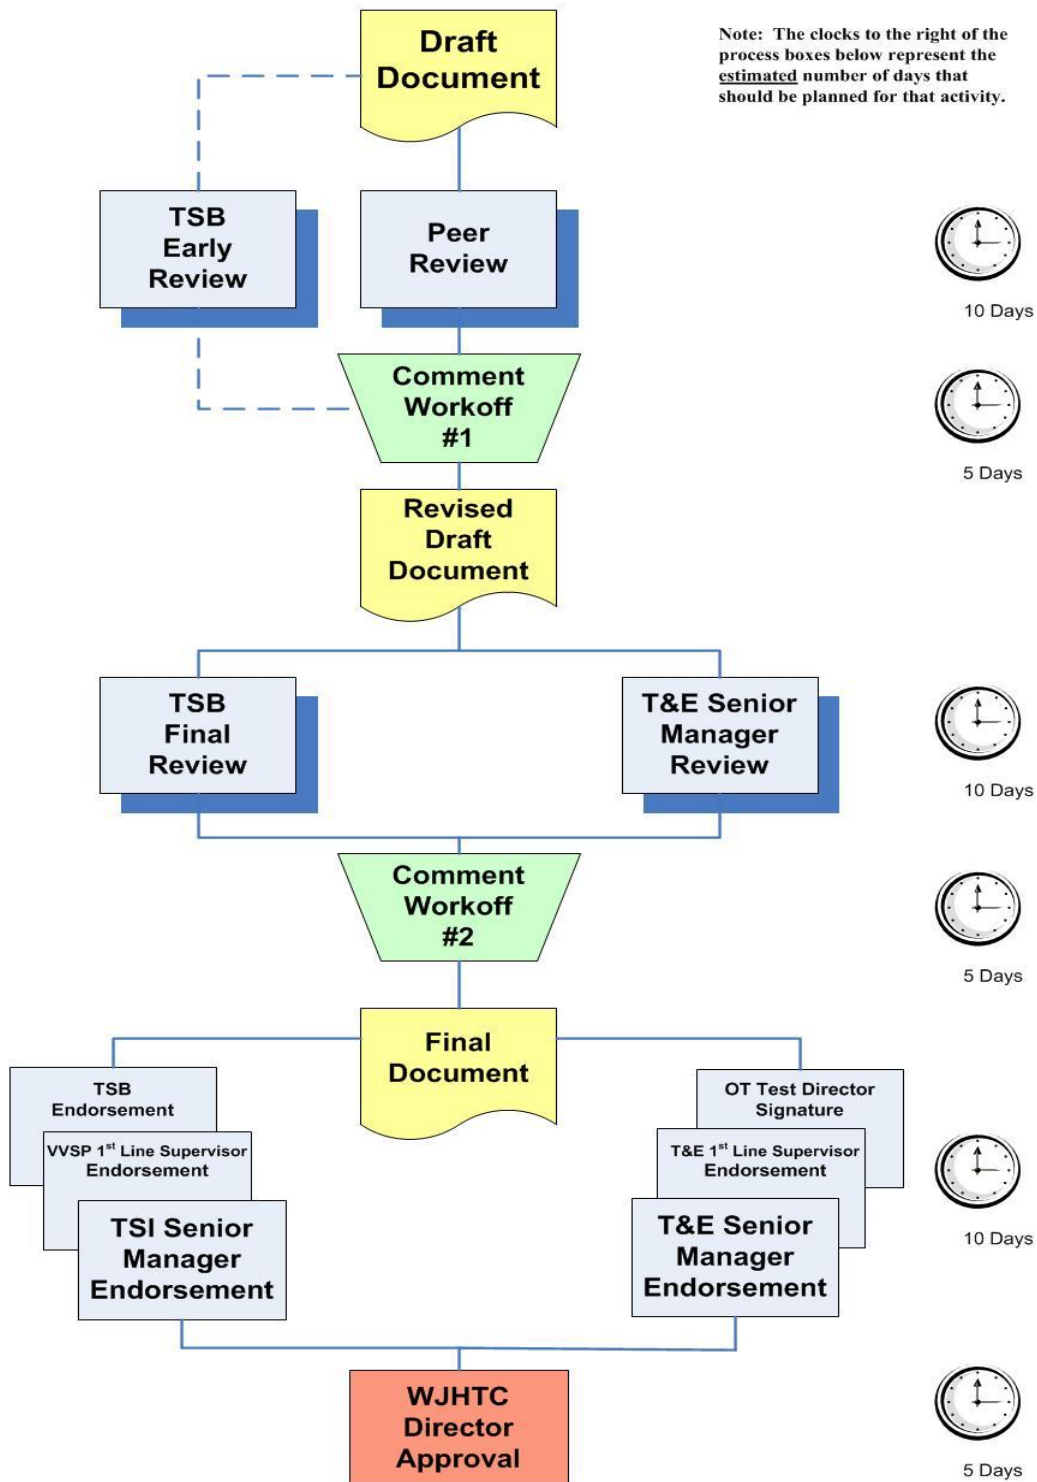 Draft
Document
Note: The clocks to the right of the
process boxes below represent the
estimated number of days that
should be planned for that activity.
TSB
Early
Review
Peer
Review
10 Days
Comment
Workoff
#1
5 Days
Revised
Draft
Document
TSB
Final
Review
T&E Senior
Manager
Review
10 Days
Comment
Workoff
#2
5 Days
Final
Document
TSB
Endorsement
VVSP 1st Line Supervisor
Endorsement
TSI Senior
Manager
Endorsement
OT Test Director
Signature
T&E 1st Line Supervisor
Endorsement
T&E Senior
Manager
Endorsement
10 Days
WJHTC
Director
Approval
5 Days